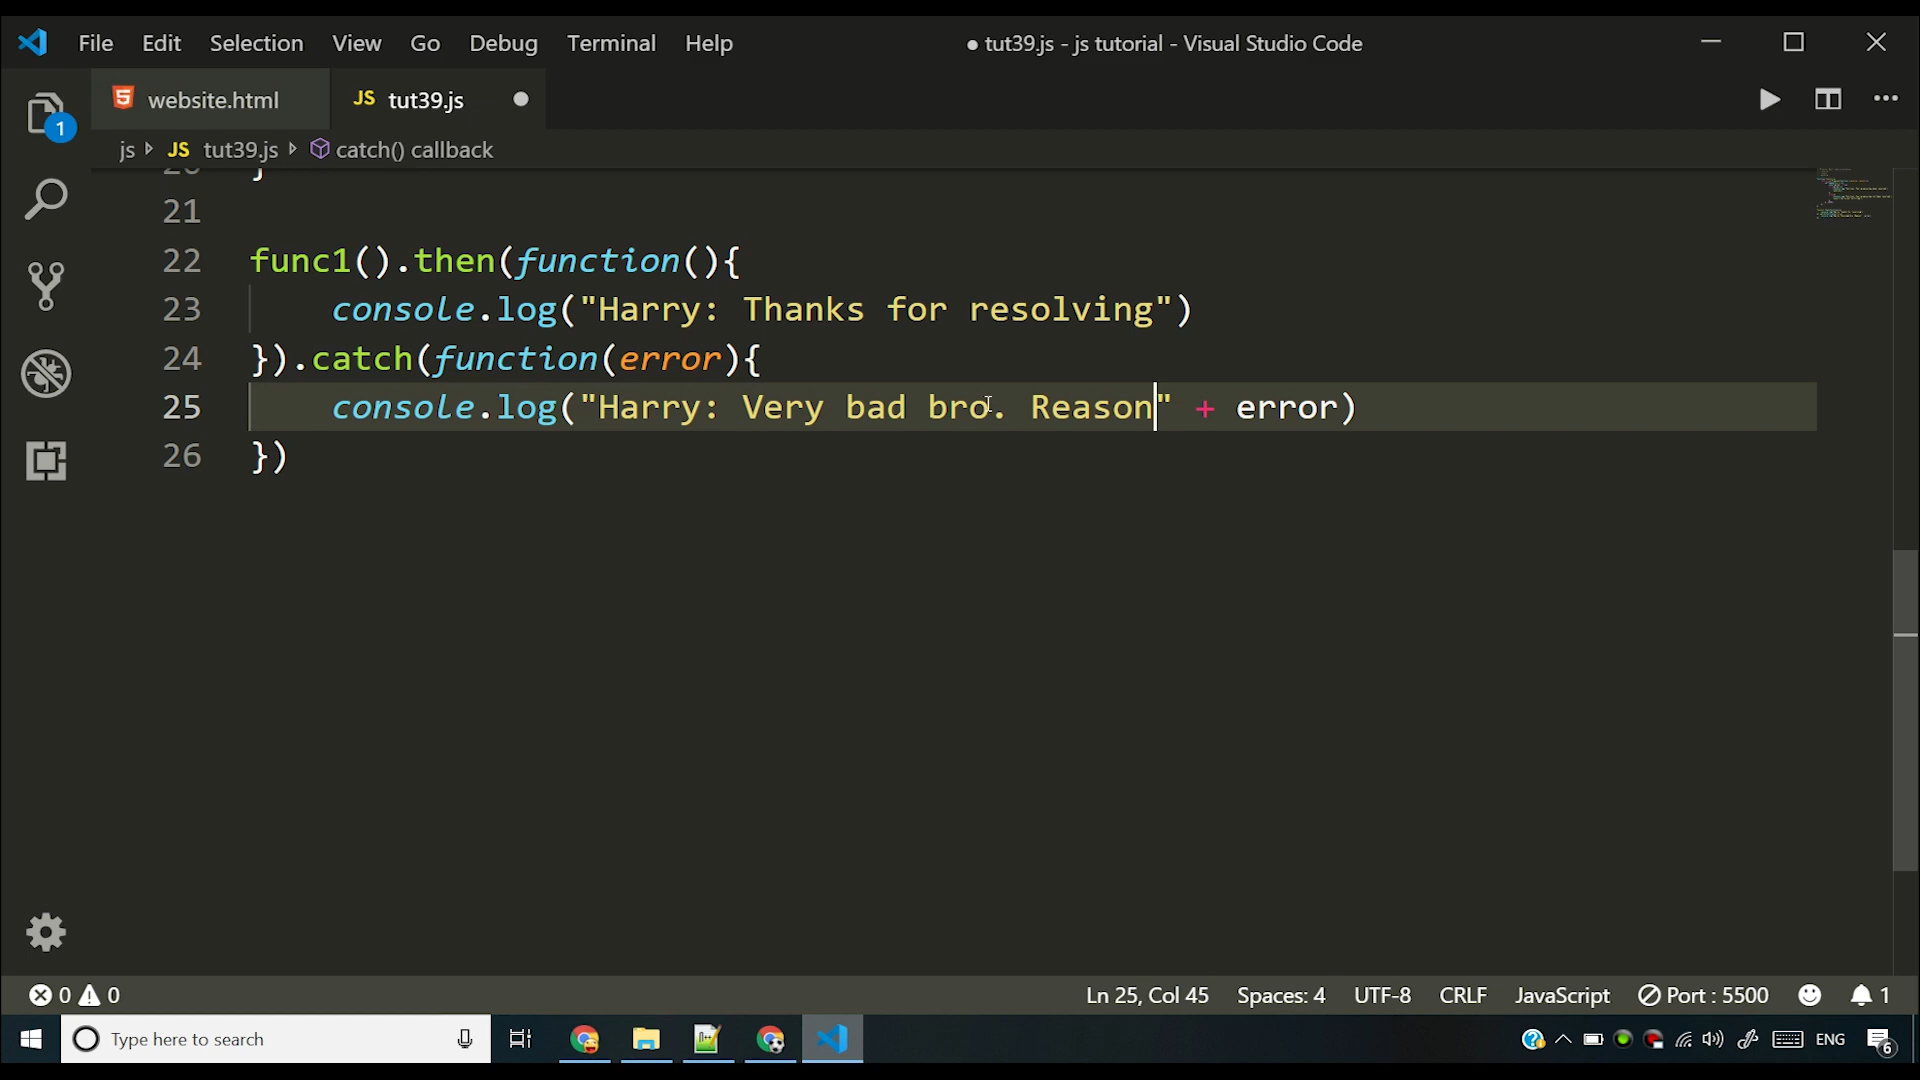 File Edit Selection View Go Debug Terminal Help
● tut39.js - js tutorial - Visual Studio Code
website.html
JS tut39.js
1
js JS tut39.js catch() callback
20 }
21
22 func1().then(function(){
23 console.log("Harry: Thanks for resolving")
24 }).catch(function(error){
25 console.log("Harry: Very bad bro. Reason" + error)
26 })
0 0 Ln 25, Col 45 Spaces: 4 UTF-8 CRLF JavaScript Port : 5500 1
Type here to search ENG 6